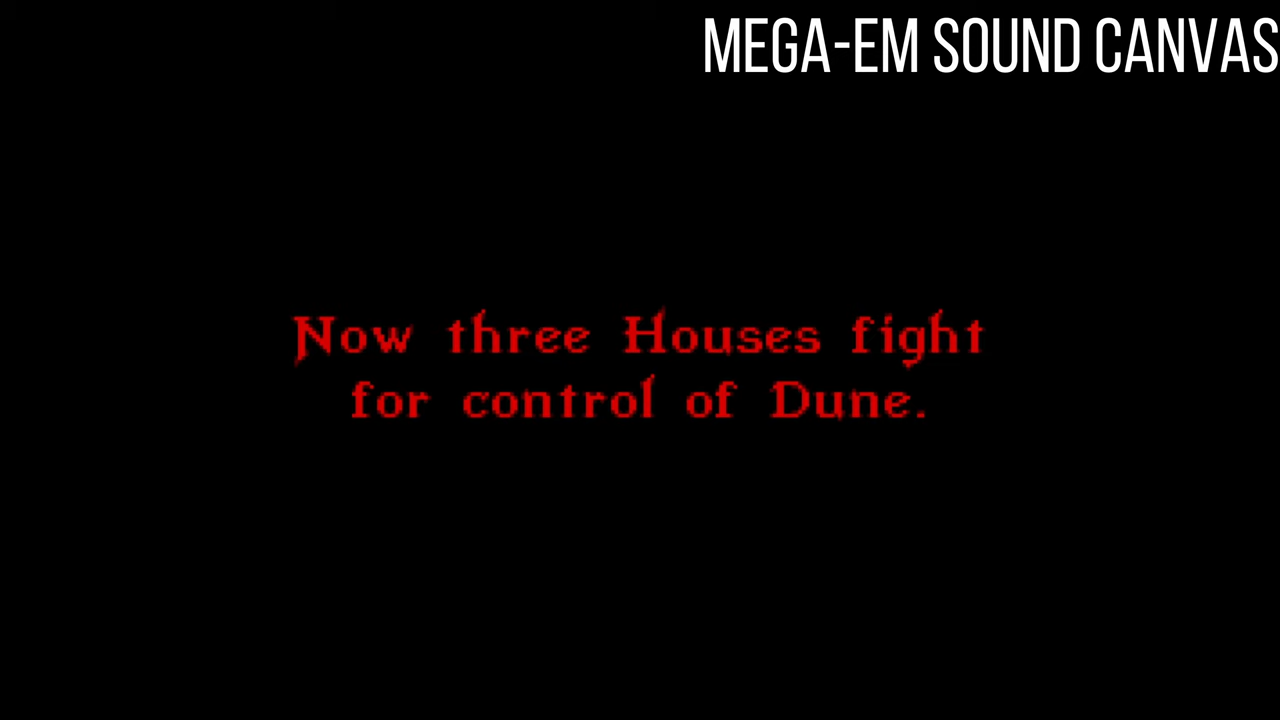 MEGA-EM SOUND CANVAS
Now three Houses fight
for control of Dune.